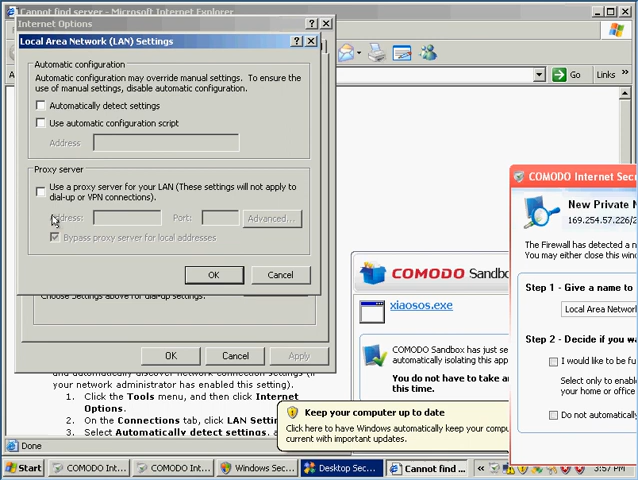 Cannot find server - Microsoft Internet Explorer
Internet Options
Local Area Network (LAN) Settings
Automatic configuration
Automatic configuration may override manual settings. To ensure the
use of manual settings, disable automatic configuration.
Automatically detect settings
Use automatic configuration script
Address
Proxy server
Use a proxy server for your LAN (These settings will not apply to
dial-up or VPN connections).
Address:
Port:
Advanced...
Bypass proxy server for local addresses
OK
Cancel
Choose Settings above for dial-up settings.
OK
Cancel
Apply
Go
Links »
and automatically discover network connection settings (if
your network administrator has enabled this setting).
1. Click the Tools menu, and then click Internet
Options.
2. On the Connections tab, click LAN Settin
3. Select Automatically detect settings, a
Done
COMODO Sandbox
xiaosos.exe
COMODO Sandbox has just se
automatically isolating this app
You do not have to take an
this time.
Keep your computer up to date
Click here to have Windows automatically keep your compu
current with important updates.
COMODO Internet Secu
New Private N
169.254.57.226/2
The Firewall has detected a n
You may either close this win
Step 1 - Give a name to
Local Area Network
Step 2 - Decide if you w
I would like to be fu
Select only to enable
your home or office
Do not automatically
Start
COMODO Int...
COMODO Int...
Windows Sec...
Desktop Sec...
Cannot find ...
3:57 PM